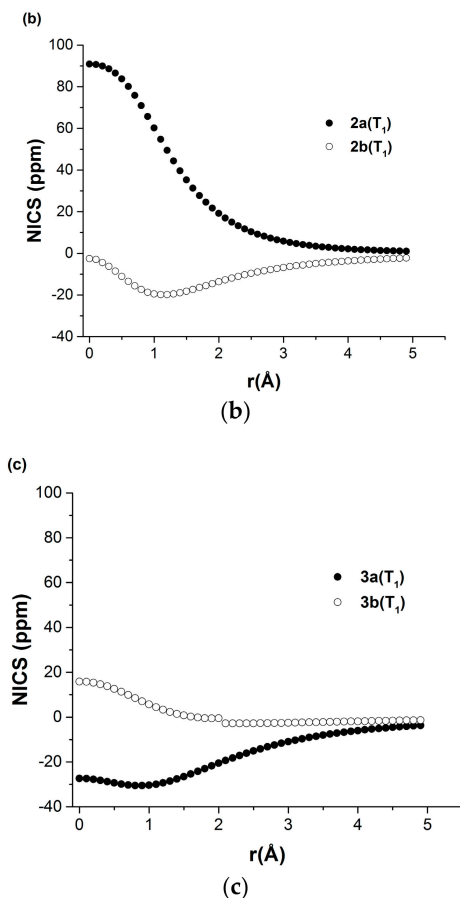 (b)
100
80
60
40
20
0
-20
-40
NICS (ppm)
2a(T₁)
2b(T₁)
0 1 2 3 4 5
r(Å)
(b)
(c)
100
80
60
40
20
0
-20
-40
NICS (ppm)
3a(T₁)
3b(T₁)
0 1 2 3 4 5
r(Å)
(c)